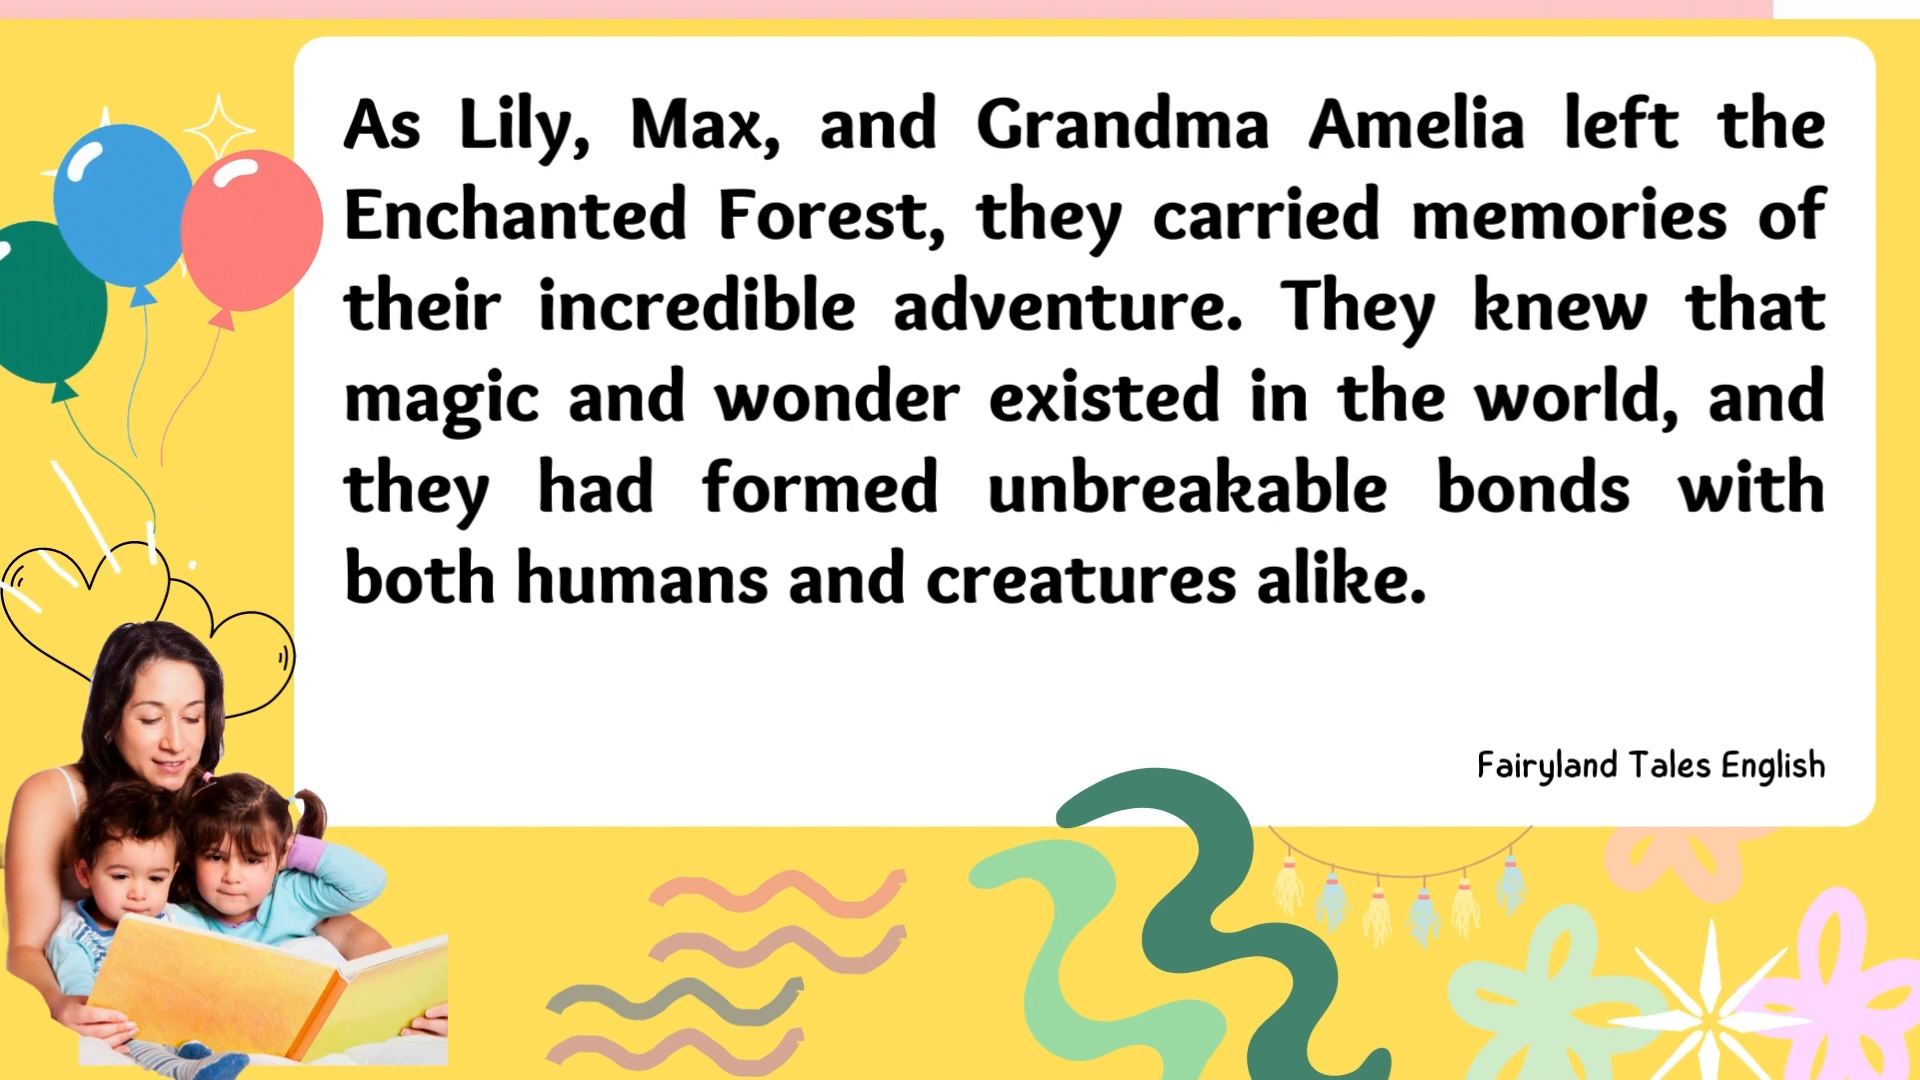 As Lily, Max, and Grandma Amelia left the
Enchanted Forest, they carried memories of
their incredible adventure. They knew that
magic and wonder existed in the world, and
they had formed unbreakable bonds with
both humans and creatures alike.
Fairyland Tales English